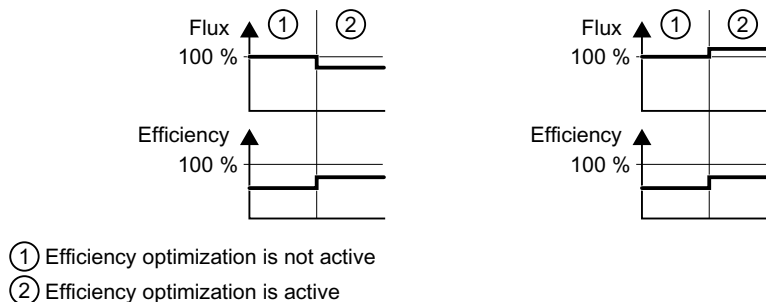 Flux ① ②
100 %
Efficiency
100 %
Flux ① ②
100 %
Efficiency
100 %
① Efficiency optimization is not active
② Efficiency optimization is active